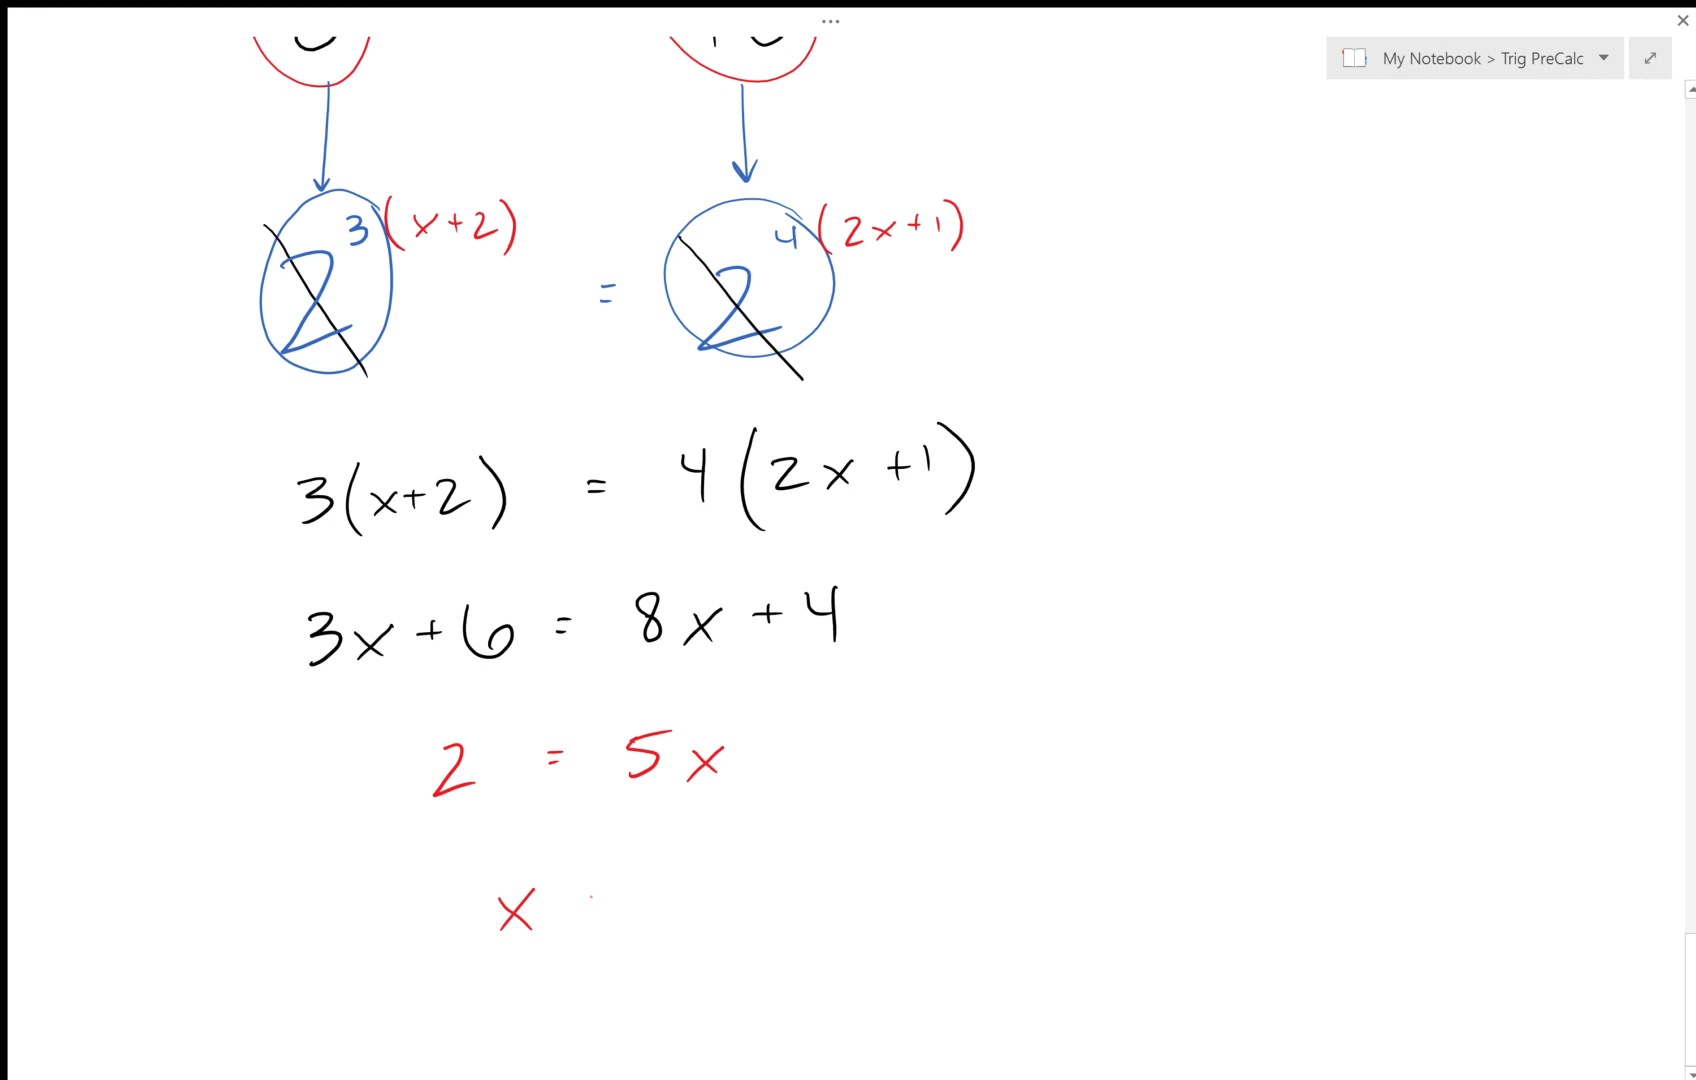 ...
My Notebook > Trig PreCalc
2^3(x+2) = 2^4(2x+1)
3(x+2) = 4(2x+1)
3x+6 = 8x+4
2 = 5x
x